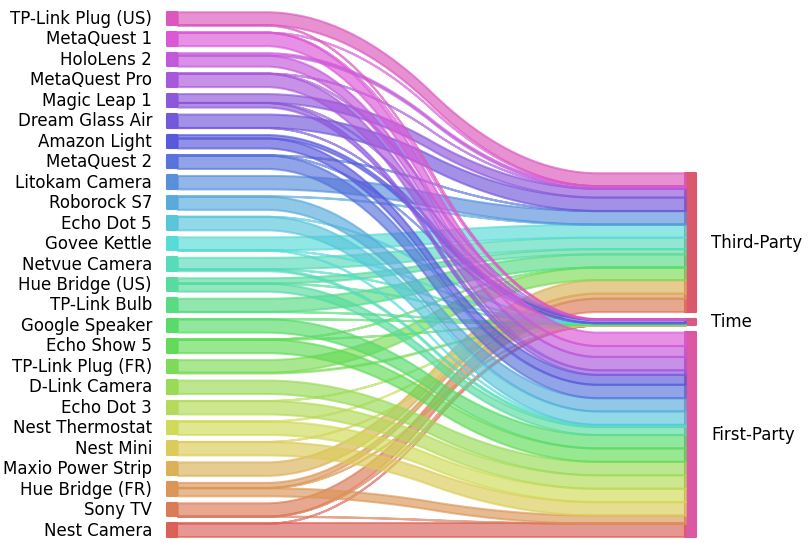 TP-Link Plug (US)
MetaQuest 1
HoloLens 2
MetaQuest Pro
Magic Leap 1
Dream Glass Air
Amazon Light
MetaQuest 2
Litokam Camera
Roborock S7
Echo Dot 5
Govee Kettle
Netvue Camera
Hue Bridge (US)
TP-Link Bulb
Google Speaker
Echo Show 5
TP-Link Plug (FR)
D-Link Camera
Echo Dot 3
Nest Thermostat
Nest Mini
Maxio Power Strip
Hue Bridge (FR)
Sony TV
Nest Camera
Third-Party
Time
First-Party